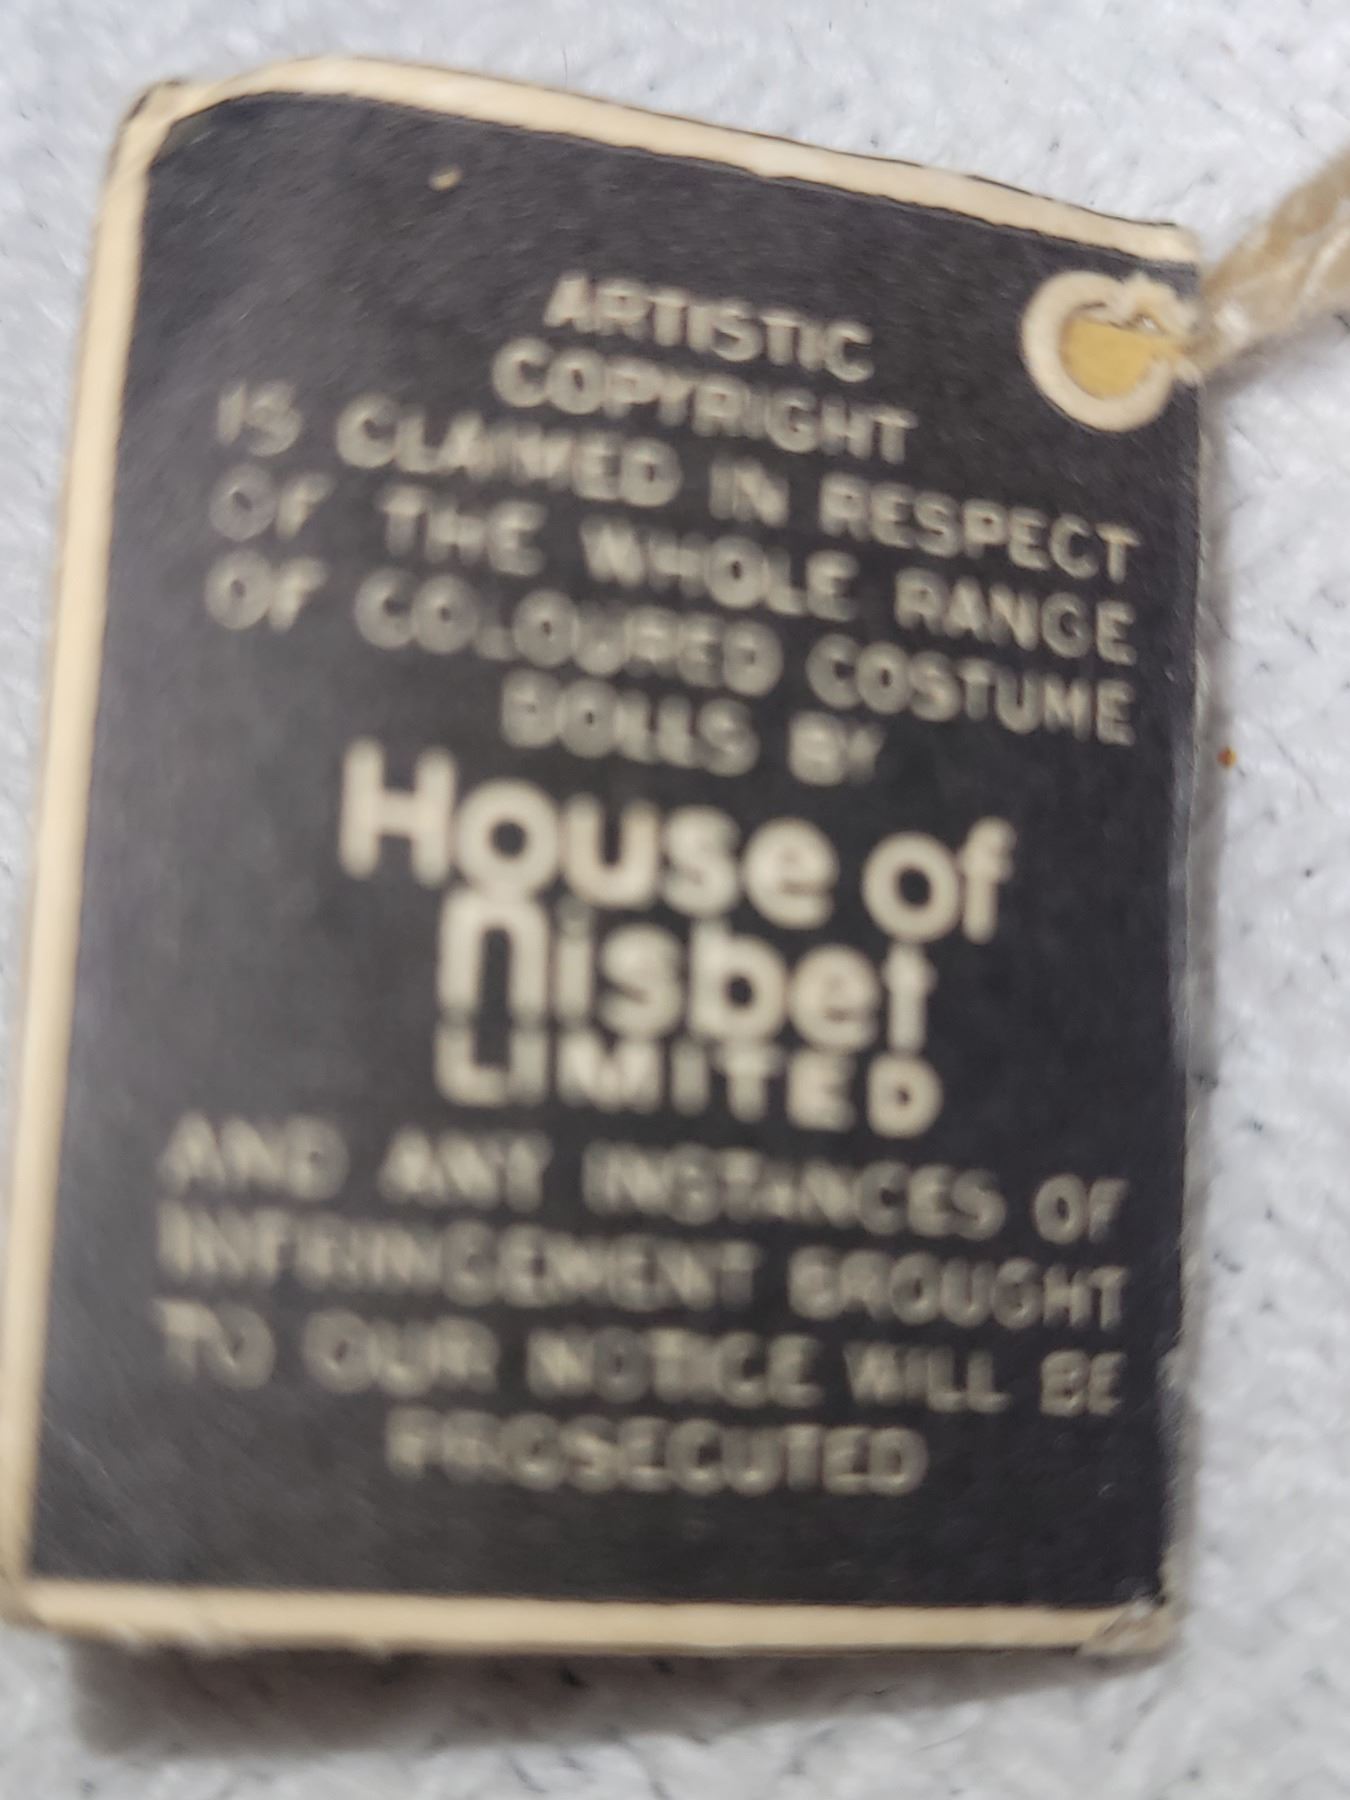 ARTISTIC
COPYRIGHT
IS CLAIMED IN RESPECT
OF THE WHOLE RANGE
OF COLOURED COSTUME
DOLLS BY
House of
Nisbet
LIMITED
AND ANY INSTANCES OF
INFRINGEMENT BROUGHT
TO OUR NOTICE WILL BE
PROSECUTED